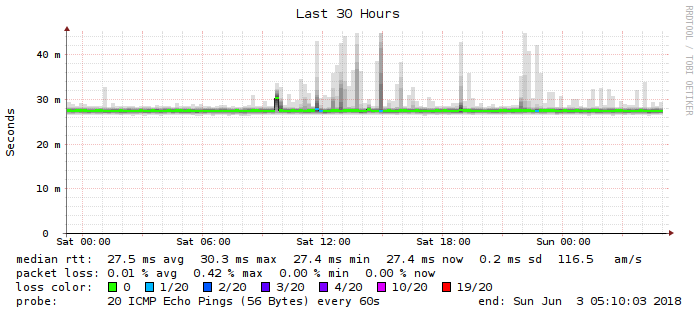 Last 30 Hours
RRDTOOL / TOBI OETIKER
Seconds
40 m
30 m
20 m
10 m
0
Sat 00:00 Sat 06:00 Sat 12:00 Sat 18:00 Sun 00:00
median rtt: 27.5 ms avg 30.3 ms max 27.4 ms min 27.4 ms now 0.2 ms sd 116.5 am/s
packet loss: 0.01 % avg 0.42 % max 0.00 % min 0.00 % now
loss color: 0 1/20 2/20 3/20 4/20 10/20 19/20
probe: 20 ICMP Echo Pings (56 Bytes) every 60s end: Sun Jun 3 05:10:03 2018